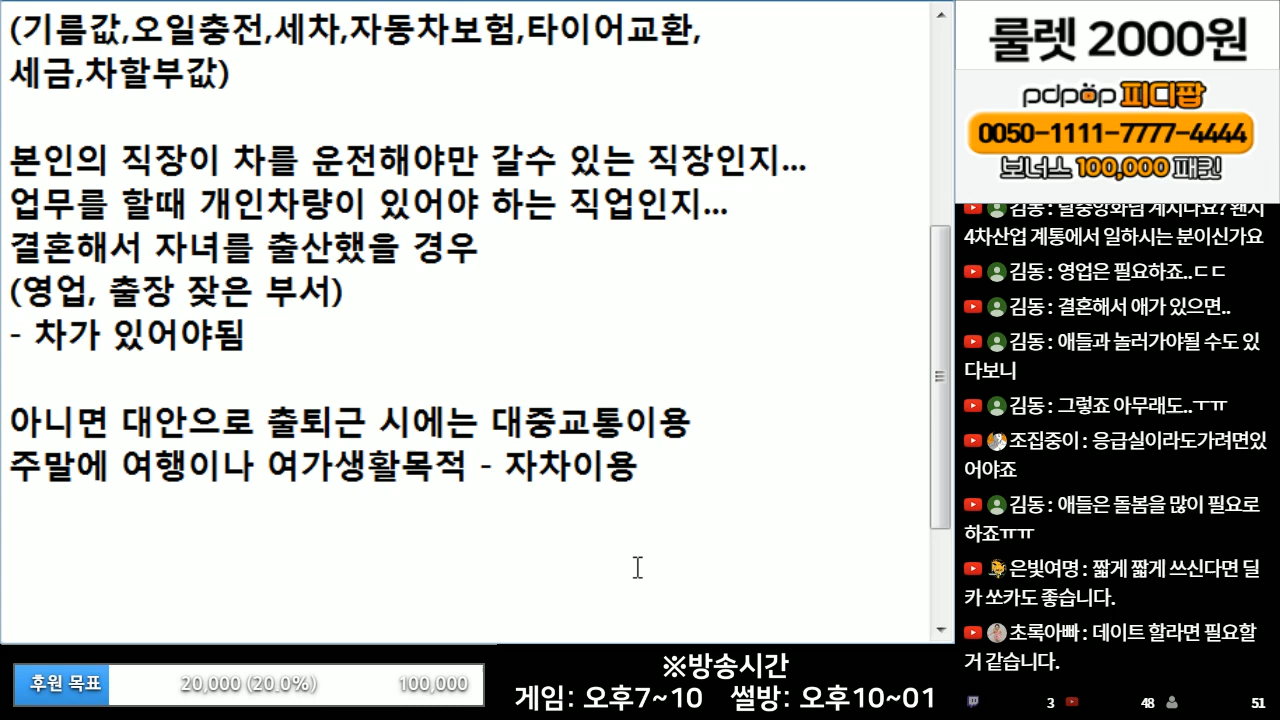 (기름값,오일충전,세차,자동차보험,타이어교환,
세금,차할부값)
본인의 직장이 차를 운전해야만 갈수 있는 직장인지...
업무를 할때 개인차량이 있어야 하는 직업인지...
결혼해서 자녀를 출산했을 경우
(영업, 출장 잦은 부서)
- 차가 있어야됨
아니면 대안으로 출퇴근 시에는 대중교통이용
주말에 여행이나 여가생활목적 - 자차이용
룰렛 2000원
pdpop 피디팝
0050-1111-7777-4444
보너스 100,000 패킷
김동 : 탈중앙화님 계시나요? 왠지
4차산업 계통에서 일하시는 분이신가요
김동 : 영업은 필요하죠..ㄷㄷ
김동 : 결혼해서 애가 있으면..
김동 : 애들과 놀러가야될 수도 있
다보니
김동 : 그렇죠 아무래도..ㅜㅠ
조집중이 : 응급실이라도가려면있
어야죠
김동 : 애들은 돌봄을 많이 필요로
하죠ㅠㅠ
은빛여명 : 짧게 짧게 쓰신다면 딜
카 쏘카도 좋습니다.
초록아빠 : 데이트 할라면 필요할
거 같습니다.
3 48 51
후원 목표 20,000 (20.0%) 100,000
※방송시간
게임: 오후7~10 썰방: 오후10~01